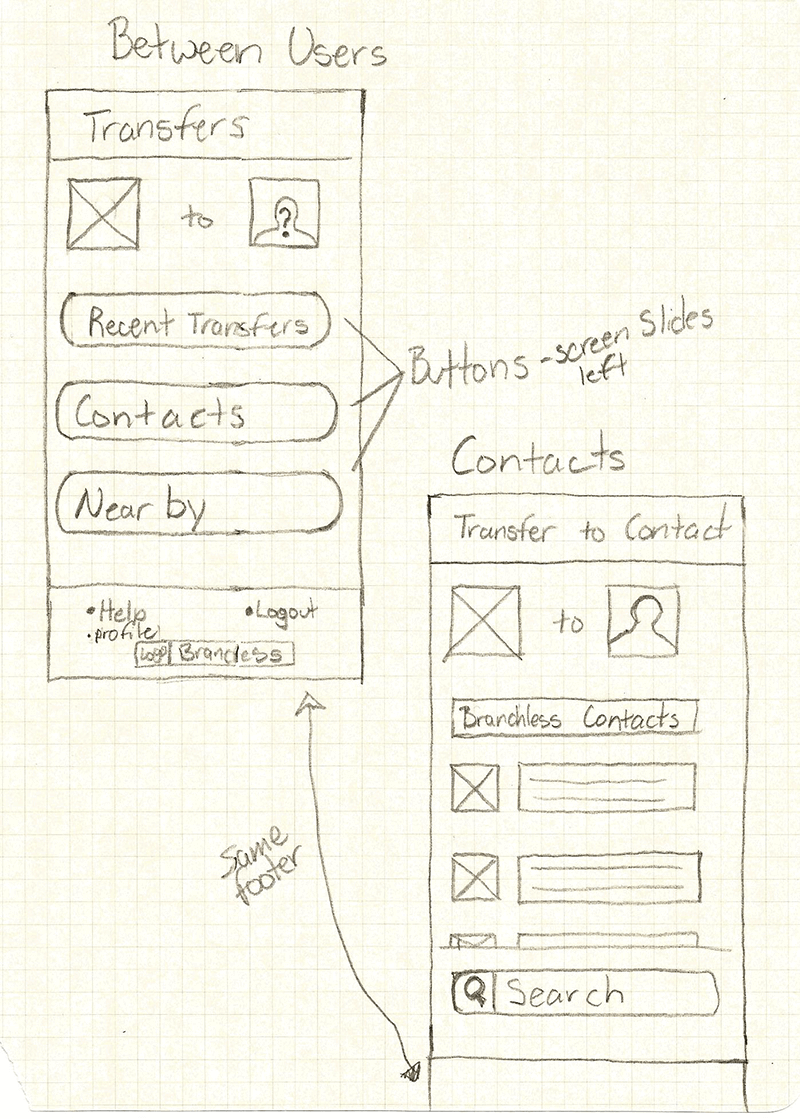 Between Users
Transfers
to
?
Recent Transfers
Contacts
Near by
Buttons - screen Slides
left
• Help
• Logout
• profile
Logo
Brancless
same
footer
Contacts
Transfer to Contact
to
Branchless Contacts
Search